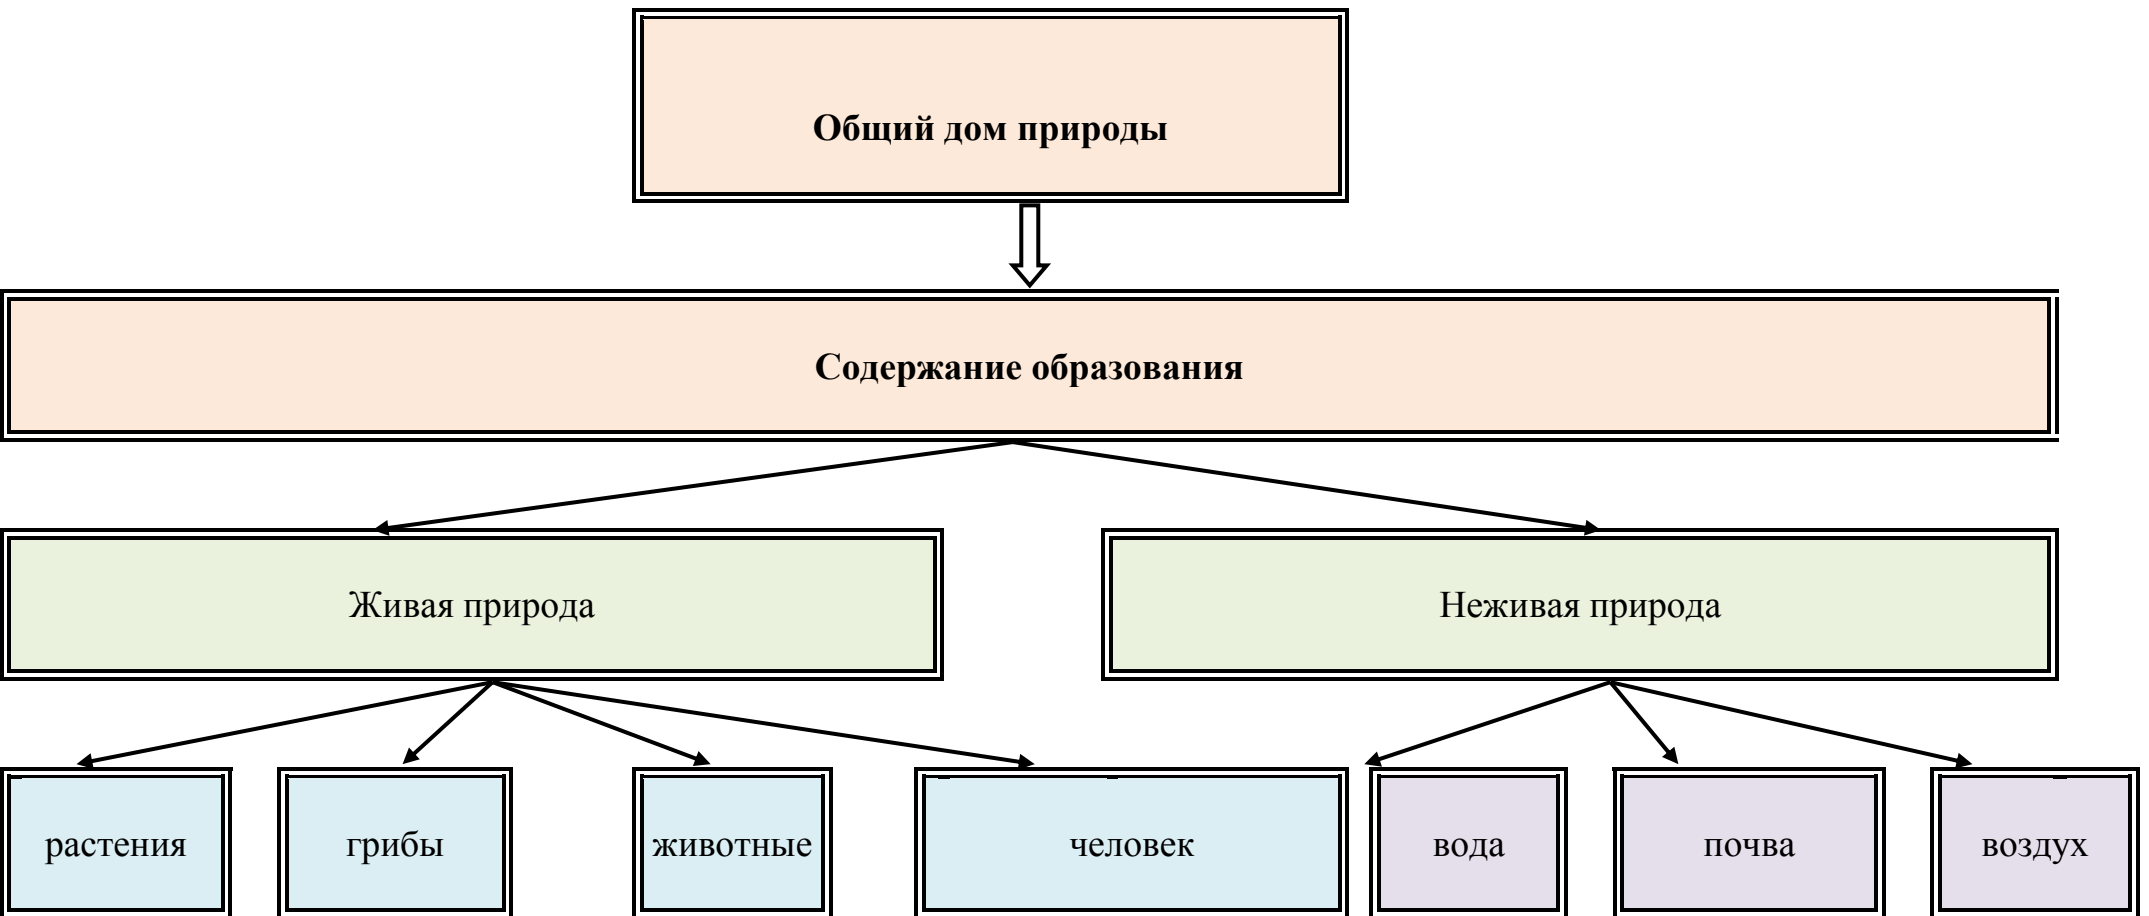 Общий дом природы
Содержание образования
Живая природа
Неживая природа
растения
грибы
животные
человек
вода
почва
воздух